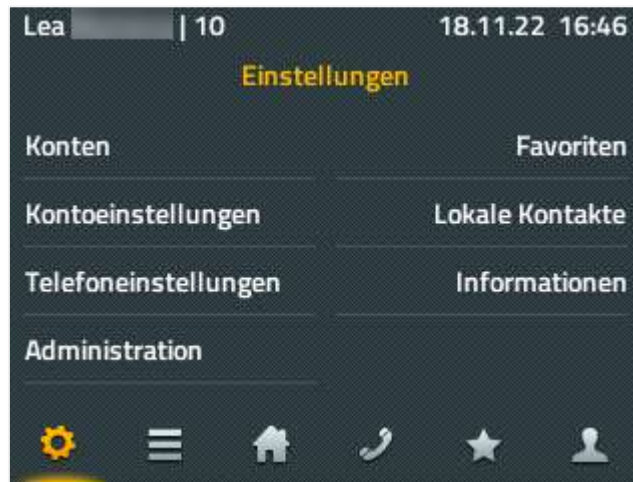 Lea | 10 18.11.22 16:46
Einstellungen
Konten Favoriten
Kontoeinstellungen Lokale Kontakte
Telefoneinstellungen Informationen
Administration